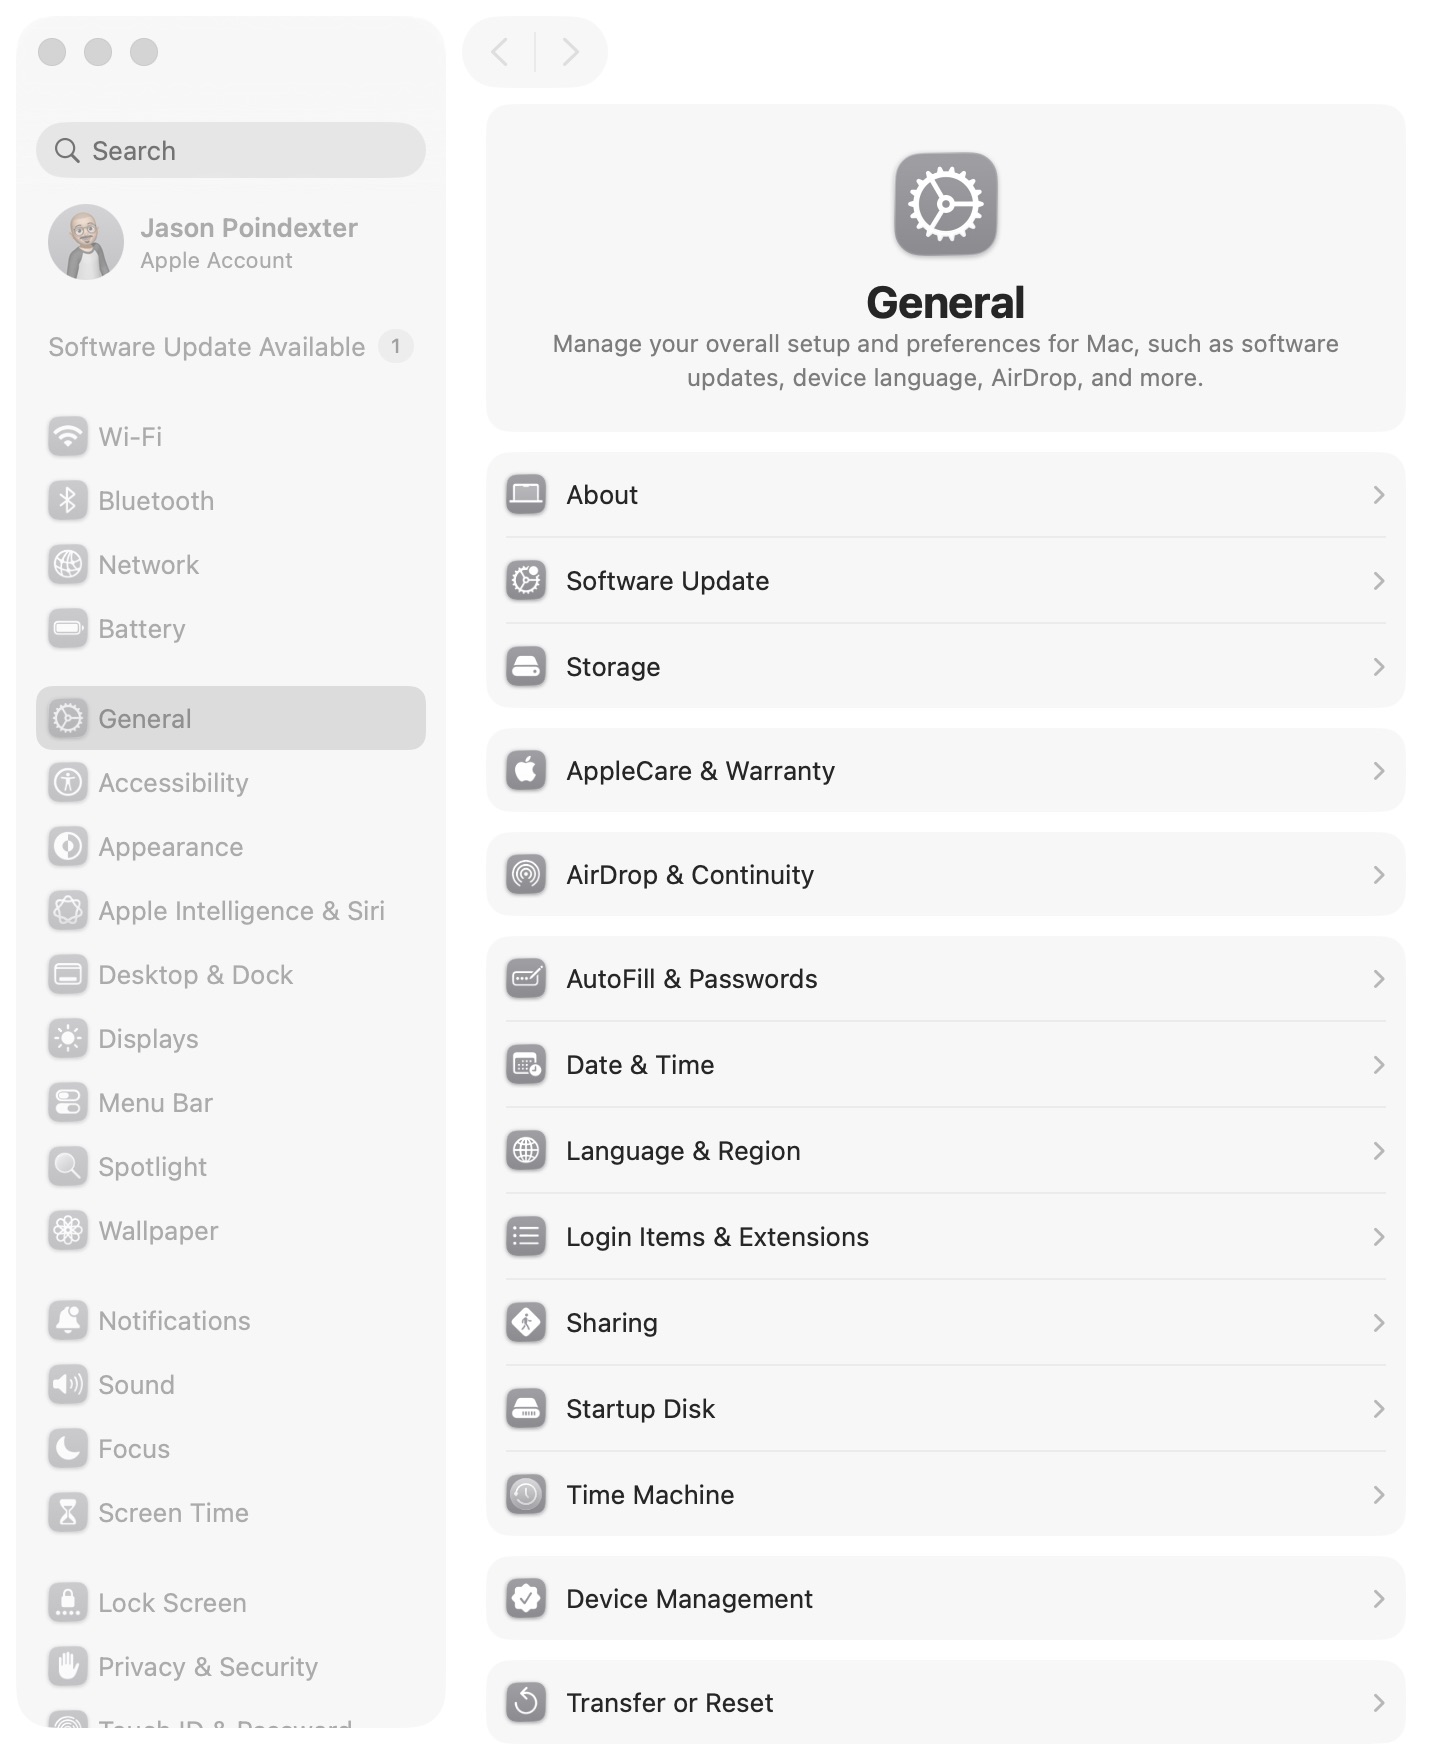 Search
Jason Poindexter
Apple Account
Software Update Available 1
Wi-Fi
Bluetooth
Network
Battery
General
Accessibility
Appearance
Apple Intelligence & Siri
Desktop & Dock
Displays
Menu Bar
Spotlight
Wallpaper
Notifications
Sound
Focus
Screen Time
Lock Screen
Privacy & Security
Touch ID & Password
General
Manage your overall setup and preferences for Mac, such as software
updates, device language, AirDrop, and more.
About
Software Update
Storage
AppleCare & Warranty
AirDrop & Continuity
AutoFill & Passwords
Date & Time
Language & Region
Login Items & Extensions
Sharing
Startup Disk
Time Machine
Device Management
Transfer or Reset